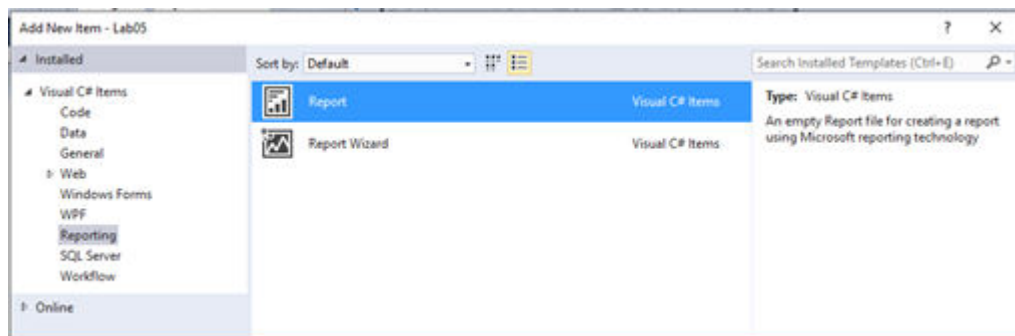 Add New Item - Lab05
? ×
Installed
Sort by: Default
Search Installed Templates (Ctrl+E)
Visual C# Items
Code
Data
General
Web
Windows Forms
WPF
Reporting
SQL Server
Workflow
Online
Report Visual C# Items
Report Wizard Visual C# Items
Type: Visual C# Items
An empty Report file for creating a report
using Microsoft reporting technology